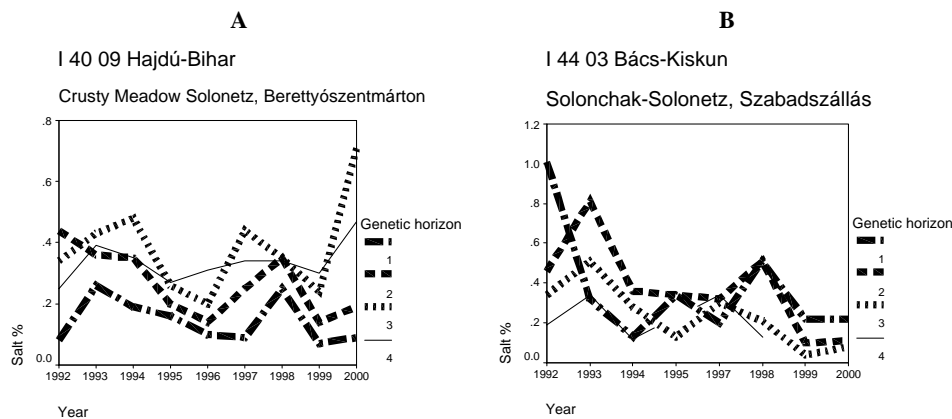 A
I 40 09 Hajdú-Bihar
Crusty Meadow Solonetz, Berettyószentmárton
.8
.6
.4
.2
0.0
Salt %
1992 1993 1994 1995 1996 1997 1998 1999 2000
Year
Genetic horizon
1
2
3
4
B
I 44 03 Bács-Kiskun
Solonchak-Solonetz, Szabadszállás
1.2
1.0
.8
.6
.4
.2
0.0
Salt %
1992 1993 1994 1995 1996 1997 1998 1999 2000
Year
Genetic horizon
1
2
3
4